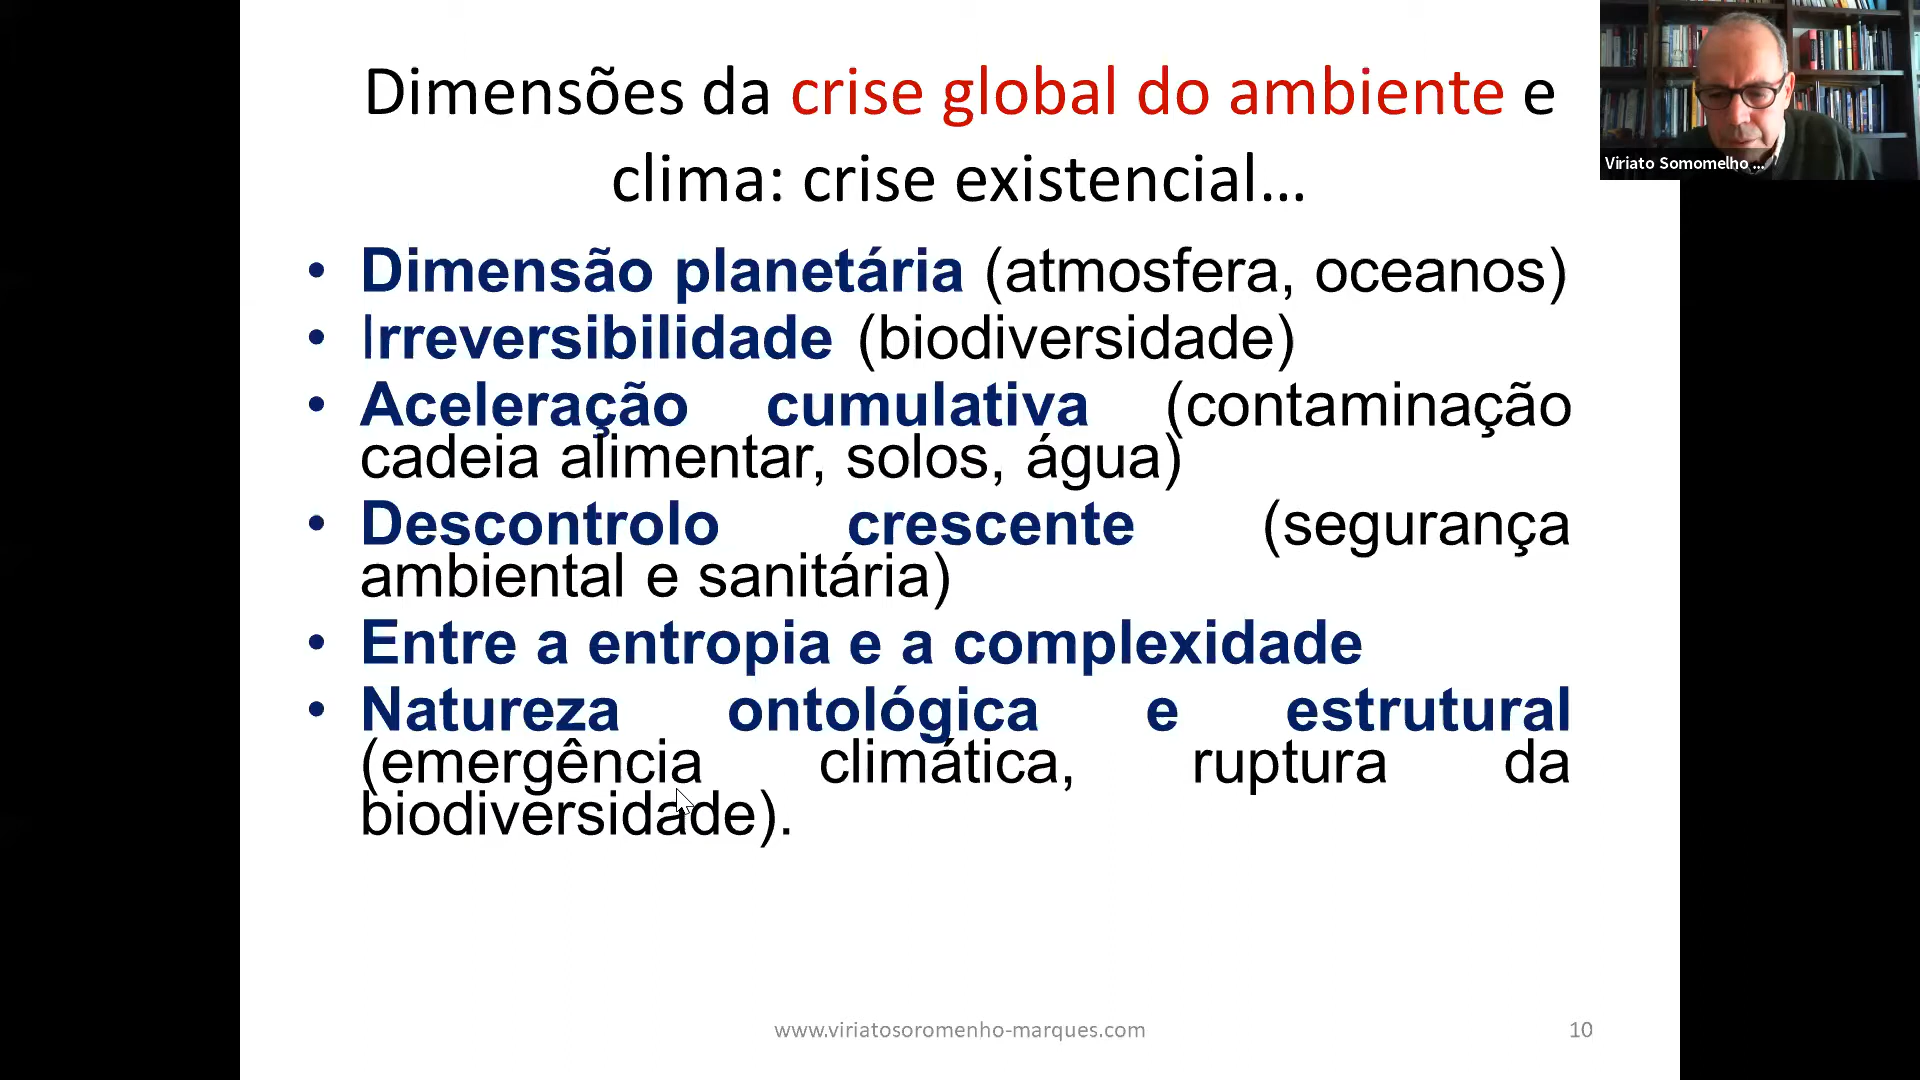 Dimensões da crise global do ambiente e
clima: crise existencial...
• Dimensão planetária (atmosfera, oceanos)
• Irreversibilidade (biodiversidade)
• Aceleração cumulativa (contaminação
cadeia alimentar, solos, água)
• Descontrolo crescente (segurança
ambiental e sanitária)
• Entre a entropia e a complexidade
• Natureza ontológica e estrutural
(emergência climática, ruptura da
biodiversidade).
www.viriatosoromenho-marques.com
10
Viriato Somomelho ...